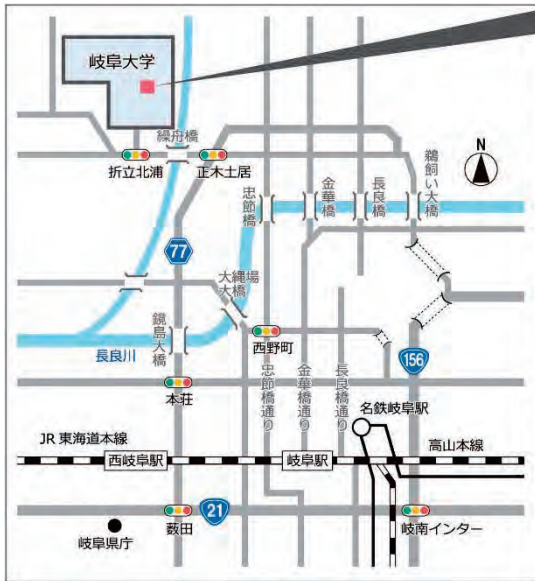 岐阜大学
繰舟橋
折立北浦
正木土居
忠節橋
金華橋
長良橋
鵜飼い大橋
N
77
大縄場
大橋
鏡島大橋
長良川
西野町
忠節橋通り
金華橋通り
長良橋通り
156
本荘
名鉄岐阜駅
JR東海道本線
高山本線
西岐阜駅
岐阜駅
薮田
21
岐南インター
岐阜県庁